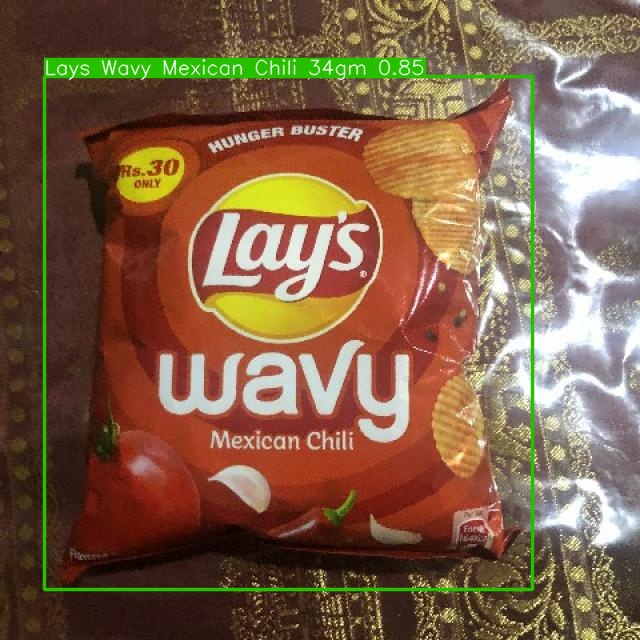 Lays Wavy Mexican Chili 34gm 0.85
HUNGER BUSTER
Rs.30
ONLY
Lay's
wavy
Mexican Chili